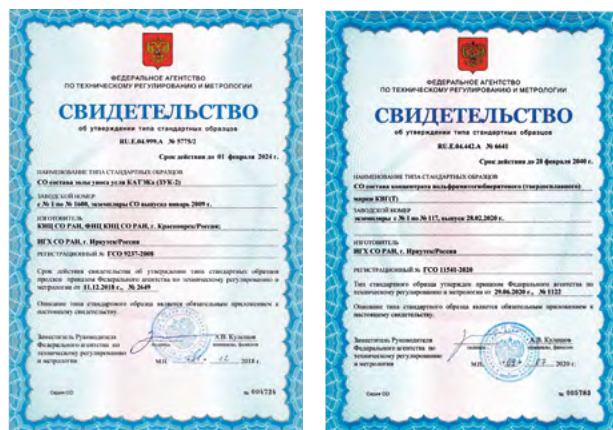 ФЕДЕРАЛЬНОЕ АГЕНТСТВО
ПО ТЕХНИЧЕСКОМУ РЕГУЛИРОВАНИЮ И МЕТРОЛОГИИ
СВИДЕТЕЛЬСТВО
об утверждении типа стандартных образцов
RU.E.04.999.A № 5775/2
Срок действия до 01 февраля 2024 г.
НАИМЕНОВАНИЕ ТИПА СТАНДАРТНЫХ ОБРАЗЦОВ
СО состава золы уноса угля КАТЭКа (ЗУК-2)
ЗАВОДСКОЙ НОМЕР
с № 1 по № 1600, экземпляры СО выпуска январь 2009 г.
ИЗГОТОВИТЕЛЬ
КНЦ СО РАН, ФИЦ КНЦ СО РАН, г. Красноярск/Россия;
ИГХ СО РАН, г. Иркутск/Россия
РЕГИСТРАЦИОННЫЙ № ГСО 9237-2008
Срок действия свидетельства об утверждении типа стандартных образцов
продлен приказом Федерального агентства по техническому регулированию и
метрологии от 11.12.2018 г., № 2649
Описание типа стандартного образца является обязательным приложением к
настоящему свидетельству.
Заместитель Руководителя
Федерального агентства по
техническому регулированию
и метрологии
А.В. Кулешов
М.П.
12 2018 г.
Серия СО
ФЕДЕРАЛЬНОЕ АГЕНТСТВО
ПО ТЕХНИЧЕСКОМУ РЕГУЛИРОВАНИЮ И МЕТРОЛОГИИ
СВИДЕТЕЛЬСТВО
об утверждении типа стандартных образцов
RU.E.04.442.A № 6641
Срок действия до 28 февраля 2040 г.
НАИМЕНОВАНИЕ ТИПА СТАНДАРТНЫХ ОБРАЗЦОВ
СО состава концентрата вольфрамитогюбнеритового (твердосплавного)
марки КВГ(Т)
ЗАВОДСКОЙ НОМЕР
экземпляры с № 1 по № 117, выпуск 28.02.2020 г.
ИЗГОТОВИТЕЛЬ
ИГХ СО РАН, г. Иркутск/Россия
РЕГИСТРАЦИОННЫЙ № ГСО 11541-2020
Тип стандартного образца утвержден приказом Федерального агентства по
техническому регулированию и метрологии от 29.06.2020 г., № 1122
Описание типа стандартного образца является обязательным приложением к
настоящему свидетельству.
Заместитель Руководителя
Федерального агентства по
техническому регулированию
и метрологии
А.В. Кулешов
М.П.
2020 г.
Серия СО